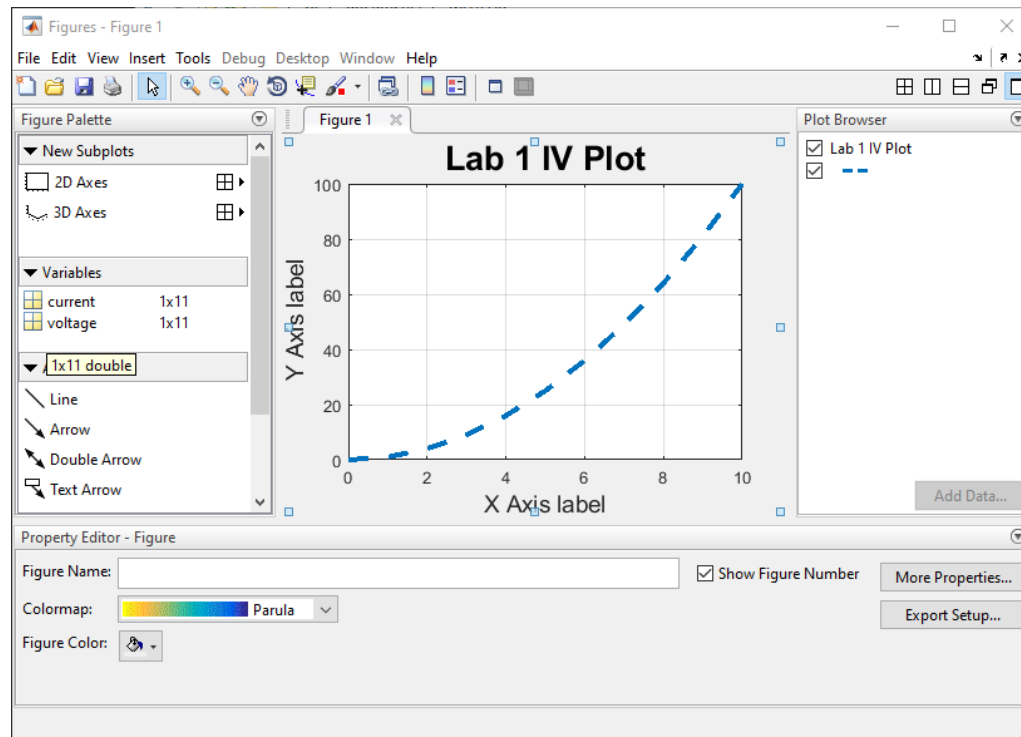 Figures - Figure 1
File Edit View Insert Tools Debug Desktop Window Help
Figure Palette
New Subplots
2D Axes
3D Axes
Variables
current 1x11
voltage 1x11
1x11 double
Line
Arrow
Double Arrow
Text Arrow
Figure 1
Lab 1 IV Plot
Y Axis label
100
80
60
40
20
0
0 2 4 6 8 10
X Axis label
Plot Browser
Lab 1 IV Plot
Add Data...
Property Editor - Figure
Figure Name:
Show Figure Number
More Properties...
Colormap:
Parula
Export Setup...
Figure Color: